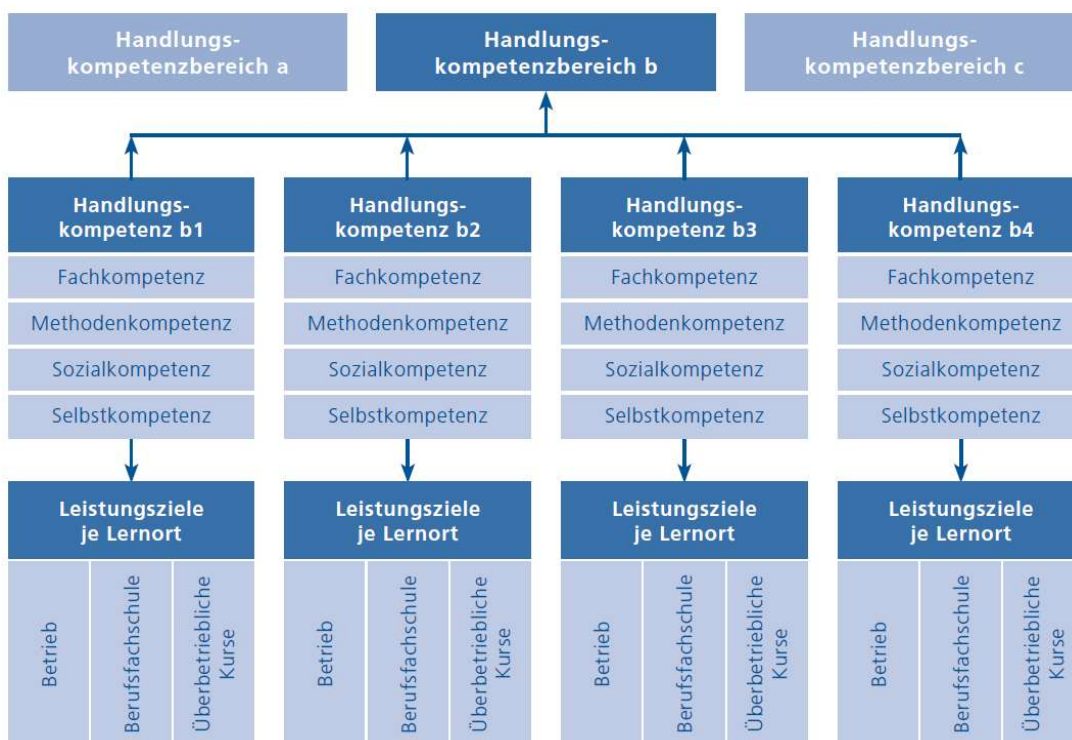 Handlungs-
kompetenzbereich a
Handlungs-
kompetenzbereich b
Handlungs-
kompetenzbereich c
Handlungs-
kompetenz b1
Handlungs-
kompetenz b2
Handlungs-
kompetenz b3
Handlungs-
kompetenz b4
Fachkompetenz
Fachkompetenz
Fachkompetenz
Fachkompetenz
Methodenkompetenz
Methodenkompetenz
Methodenkompetenz
Methodenkompetenz
Sozialkompetenz
Sozialkompetenz
Sozialkompetenz
Sozialkompetenz
Selbstkompetenz
Selbstkompetenz
Selbstkompetenz
Selbstkompetenz
Leistungsziele
je Lernort
Leistungsziele
je Lernort
Leistungsziele
je Lernort
Leistungsziele
je Lernort
Betrieb
Berufsfachschule
Überbetriebliche
Kurse
Betrieb
Berufsfachschule
Überbetriebliche
Kurse
Betrieb
Berufsfachschule
Überbetriebliche
Kurse
Betrieb
Berufsfachschule
Überbetriebliche
Kurse